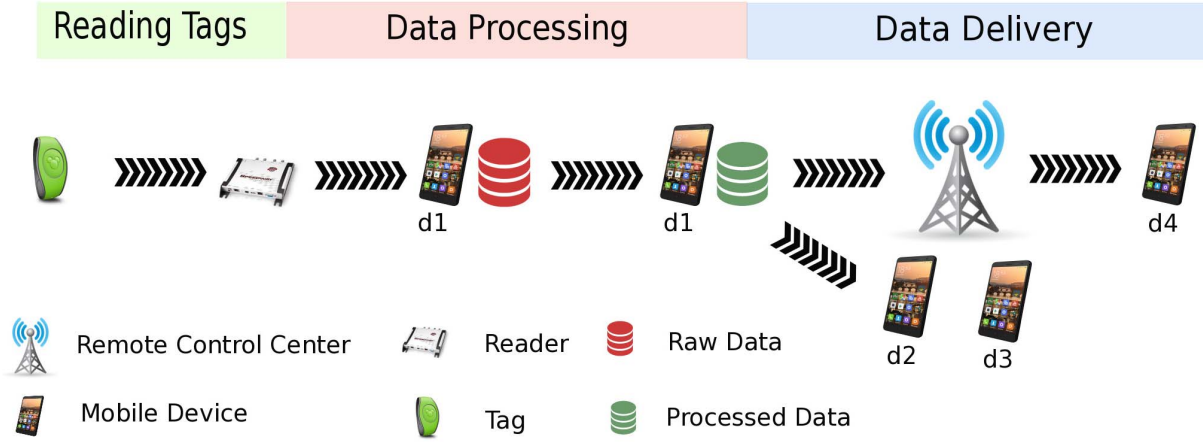 Reading Tags
Data Processing
Data Delivery
d1
d1
d4
d2
d3
Remote Control Center
Reader
Raw Data
Mobile Device
Tag
Processed Data